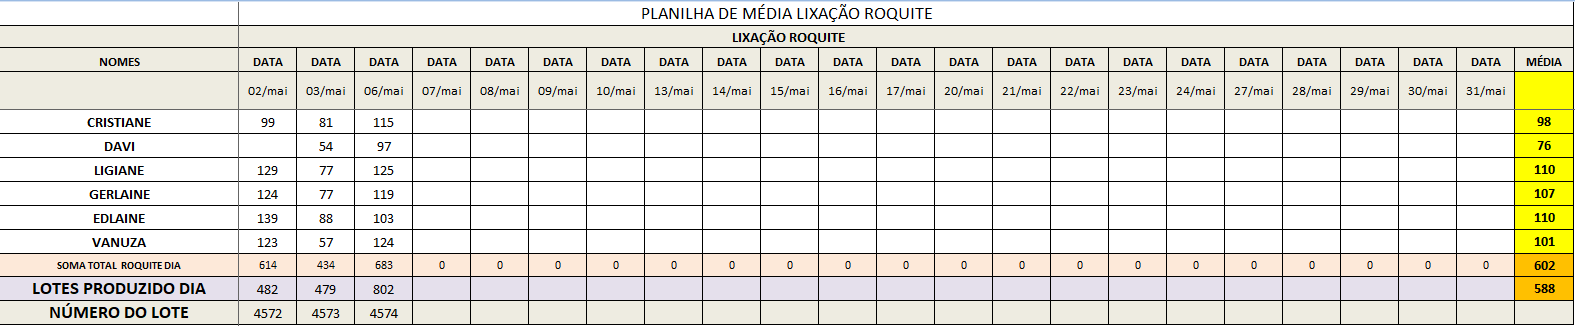 PLANILHA DE MÉDIA LIXAÇÃO ROQUITE
LIXAÇÃO ROQUITE
NOMES DATA DATA DATA DATA DATA DATA DATA DATA DATA DATA DATA DATA DATA DATA DATA DATA DATA DATA DATA DATA DATA DATA MÉDIA
02/mai 03/mai 06/mai 07/mai 08/mai 09/mai 10/mai 13/mai 14/mai 15/mai 16/mai 17/mai 20/mai 21/mai 22/mai 23/mai 24/mai 27/mai 28/mai 29/mai 30/mai 31/mai
CRISTIANE 99 81 115 98
DAVI 54 97 76
LIGIANE 129 77 125 110
GERLAINE 124 77 119 107
EDLAINE 139 88 103 110
VANUZA 123 57 124 101
SOMA TOTAL ROQUITE DIA 614 434 683 0 0 0 0 0 0 0 0 0 0 0 0 0 0 0 0 0 0 0 602
LOTES PRODUZIDO DIA 482 479 802 588
NÚMERO DO LOTE 4572 4573 4574